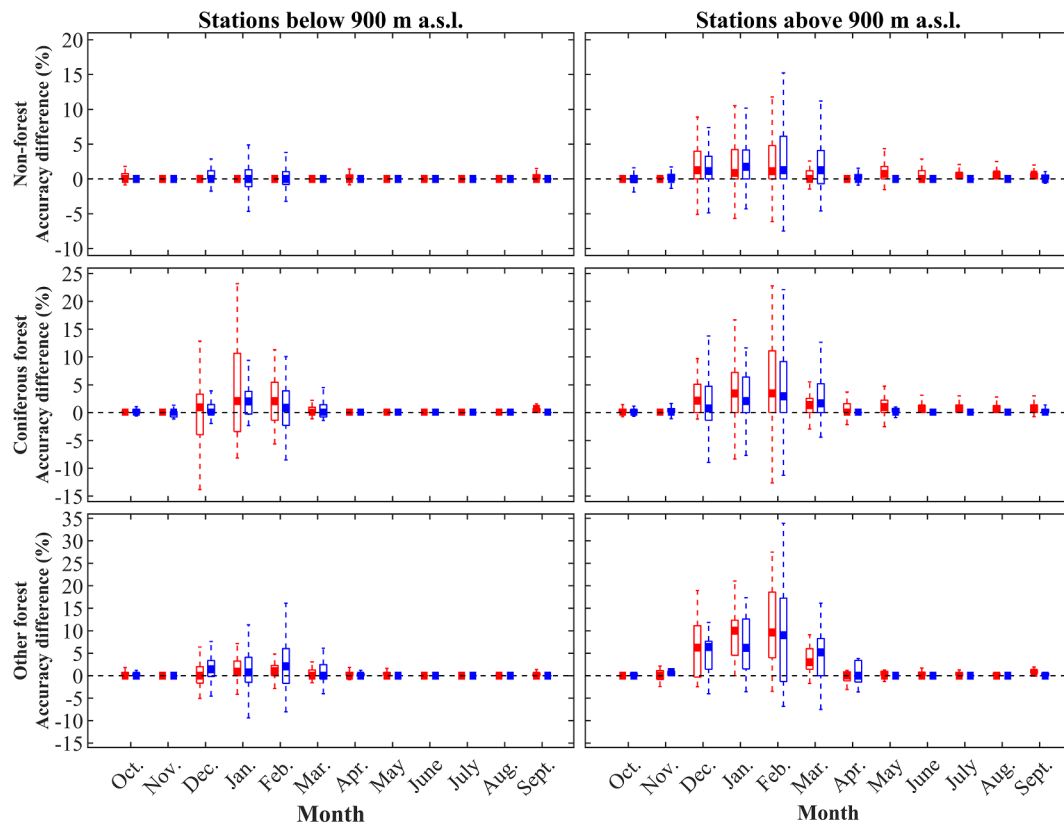 Stations below 900 m a.s.l.
Stations above 900 m a.s.l.
Non-forest
Accuracy difference (%)
20
15
10
5
0
-5
-10
Coniferous forest
Accuracy difference (%)
25
20
15
10
5
0
-5
-10
-15
Other forest
Accuracy difference (%)
35
30
25
20
15
10
5
0
-5
-10
-15
Oct. Nov. Dec. Jan. Feb. Mar. Apr. May June July Aug. Sept.
Month
Oct. Nov. Dec. Jan. Feb. Mar. Apr. May June July Aug. Sept.
Month